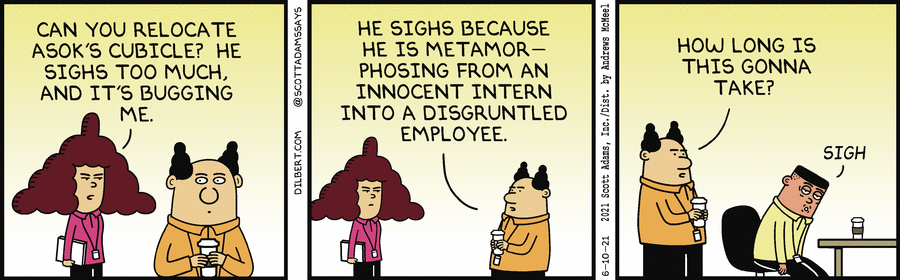 CAN YOU RELOCATE
ASOK'S CUBICLE? HE
SIGHS TOO MUCH,
AND IT'S BUGGING
ME.
DILBERT.COM @SCOTTADAMSSAYS
HE SIGHS BECAUSE
HE IS METAMOR–
PHOSING FROM AN
INNOCENT INTERN
INTO A DISGRUNTLED
EMPLOYEE.
6-10-21 2021 Scott Adams, Inc./Dist. by Andrews McMeel
HOW LONG IS
THIS GONNA
TAKE?
SIGH